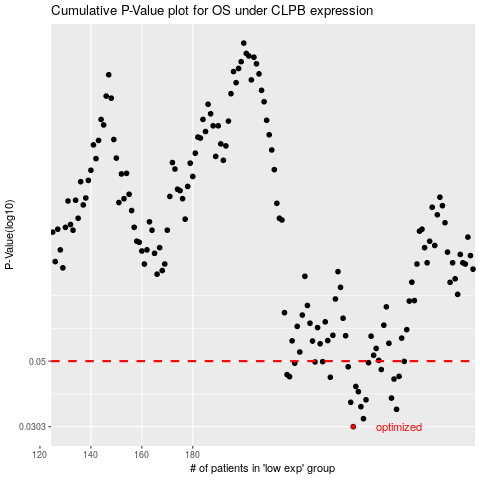 Cumulative P-Value plot for OS under CLPB expression
P-Value(log10)
0.05
0.0303
optimized
120 140 160 180
# of patients in 'low exp' group